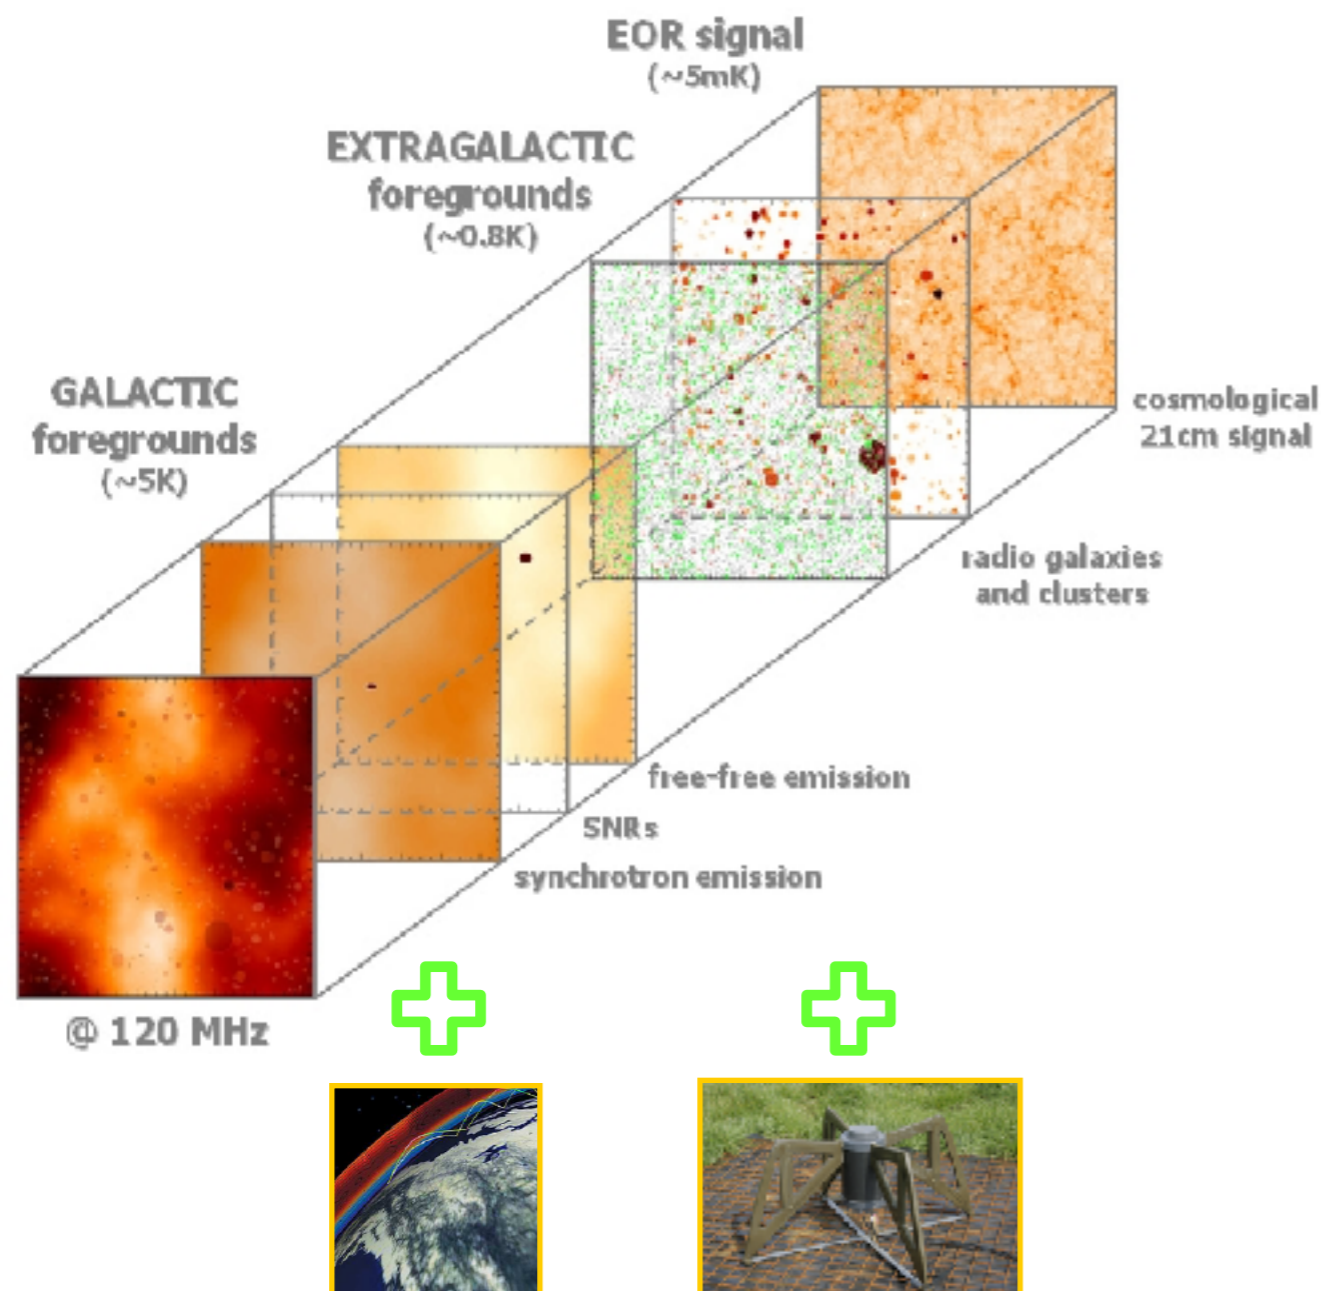 EOR signal
(~5mK)
EXTRAGALACTIC
foregrounds
(~0.8K)
GALACTIC
foregrounds
(~5K)
cosmological
21cm signal
radio galaxies
and clusters
free-free emission
SNRs
synchrotron emission
@ 120 MHz